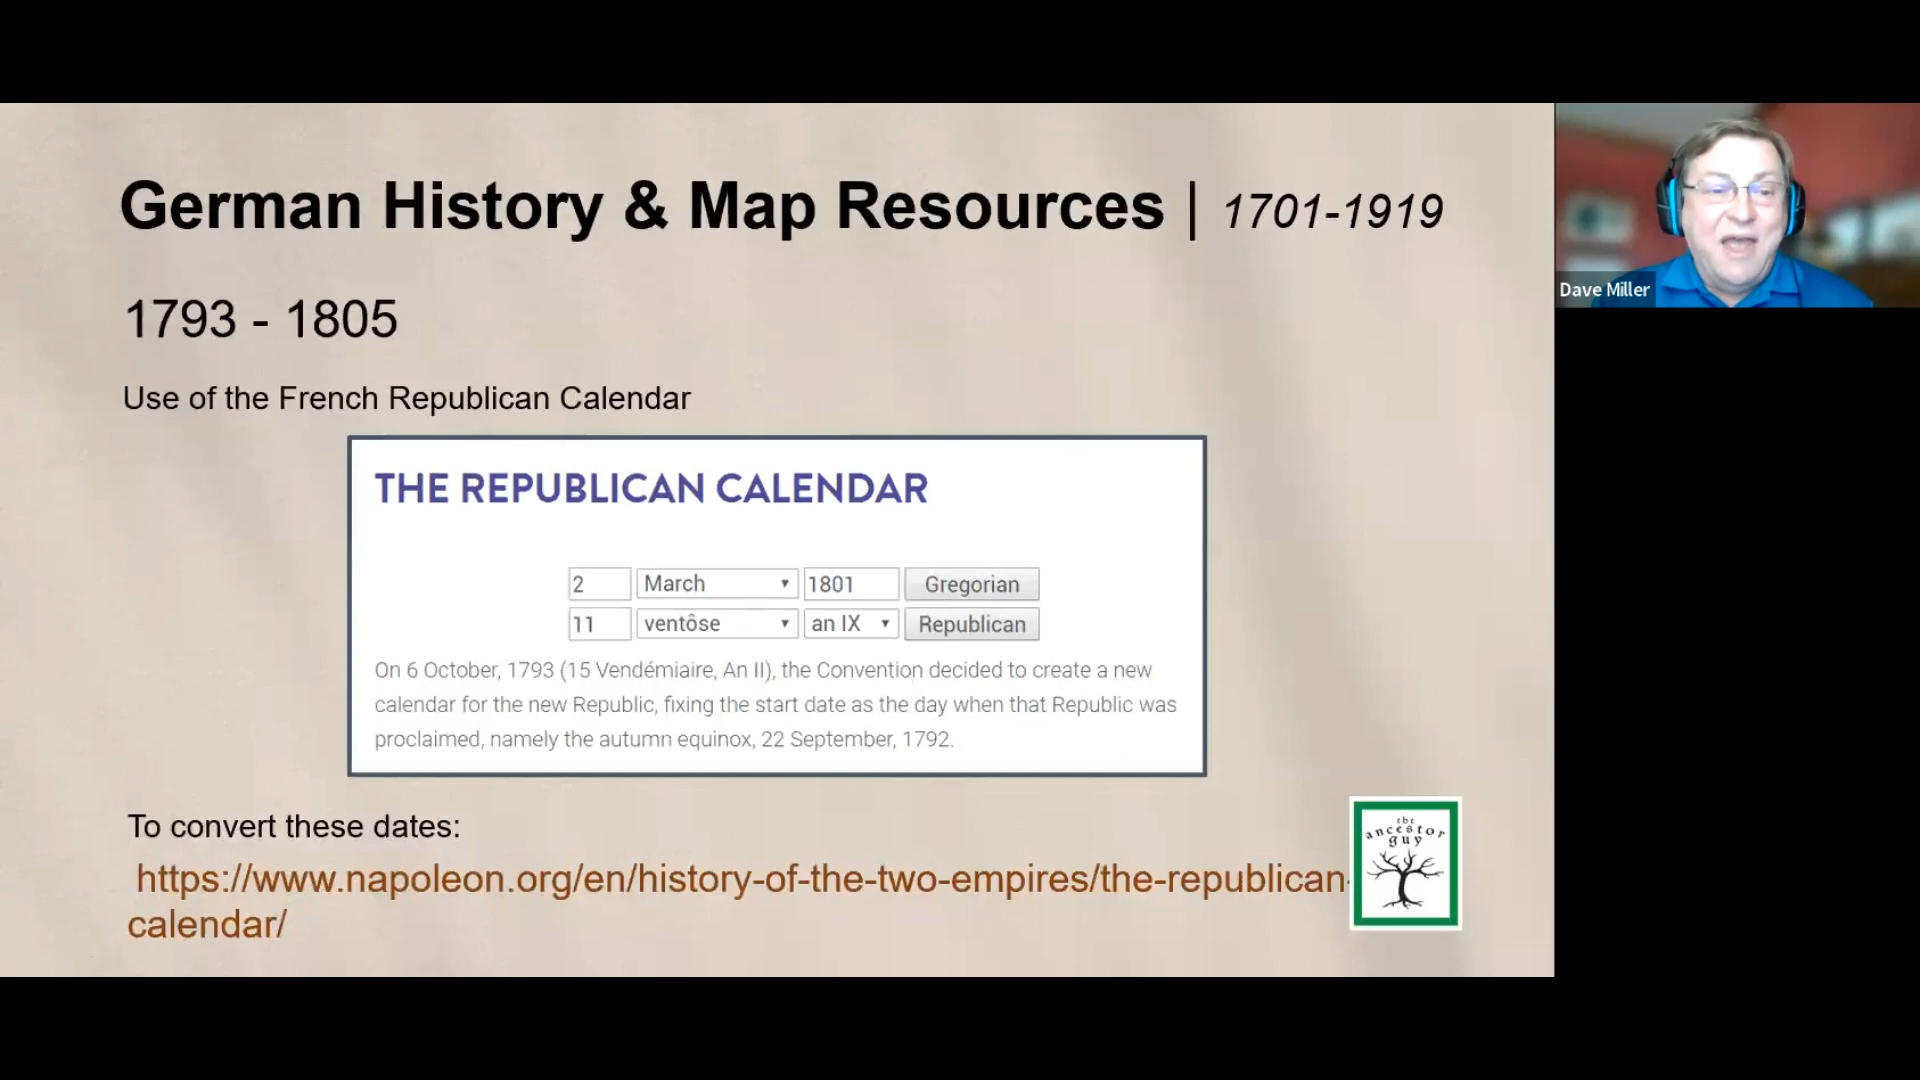 German History & Map Resources | 1701-1919
1793 - 1805
Use of the French Republican Calendar
THE REPUBLICAN CALENDAR
2 March 1801 Gregorian
11 ventôse an IX Republican
On 6 October, 1793 (15 Vendémiaire, An II), the Convention decided to create a new
calendar for the new Republic, fixing the start date as the day when that Republic was
proclaimed, namely the autumn equinox, 22 September, 1792.
To convert these dates:
https://www.napoleon.org/en/history-of-the-two-empires/the-republican-
calendar/
the
ancestor
guy
Dave Miller